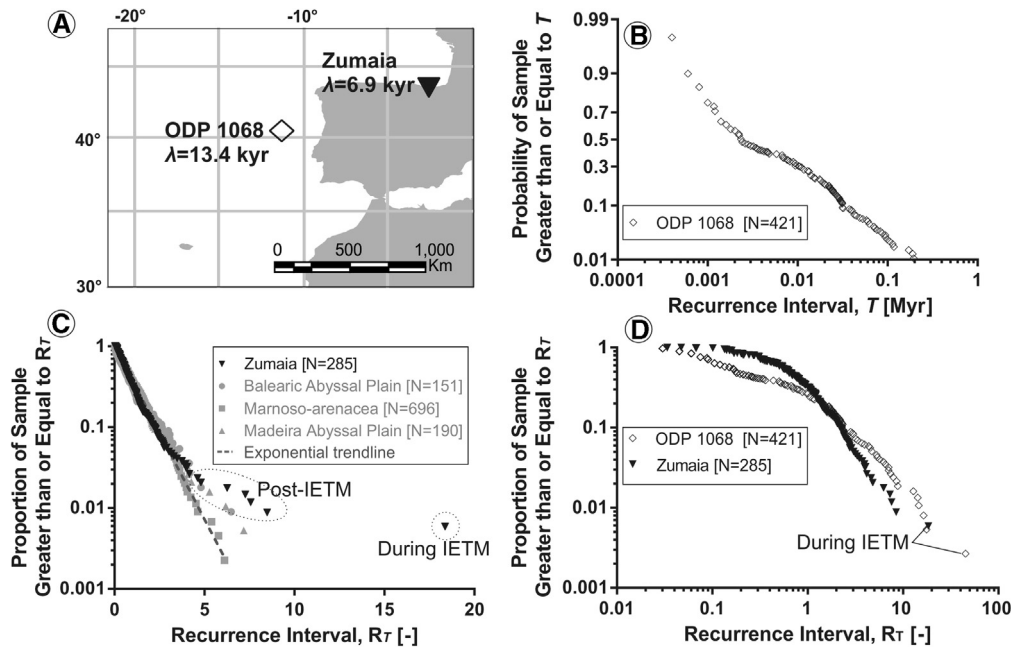 A
-20°
-10°
Zumaia
λ=6.9 kyr
ODP 1068
λ=13.4 kyr
40°
30°
0
500
1,000
Km
B
Probability of Sample
Greater than or Equal to T
0.99
0.9
0.7
0.5
0.3
0.1
0.01
ODP 1068 [N=421]
0.0001
0.001
0.01
0.1
1
Recurrence Interval, T [Myr]
C
Proportion of Sample
Greater than or Equal to RT
1
0.1
0.01
0.001
Zumaia [N=285]
Balearic Abyssal Plain [N=151]
Marnoso-arenacea [N=696]
Madeira Abyssal Plain [N=190]
Exponential trendline
Post-IETM
During IETM
0
5
10
15
20
Recurrence Interval, RT [-]
D
Proportion of Sample
Greater than or Equal to RT
1
0.1
0.01
0.001
ODP 1068 [N=421]
Zumaia [N=285]
During IETM
0.01
0.1
1
10
100
Recurrence Interval, RT [-]